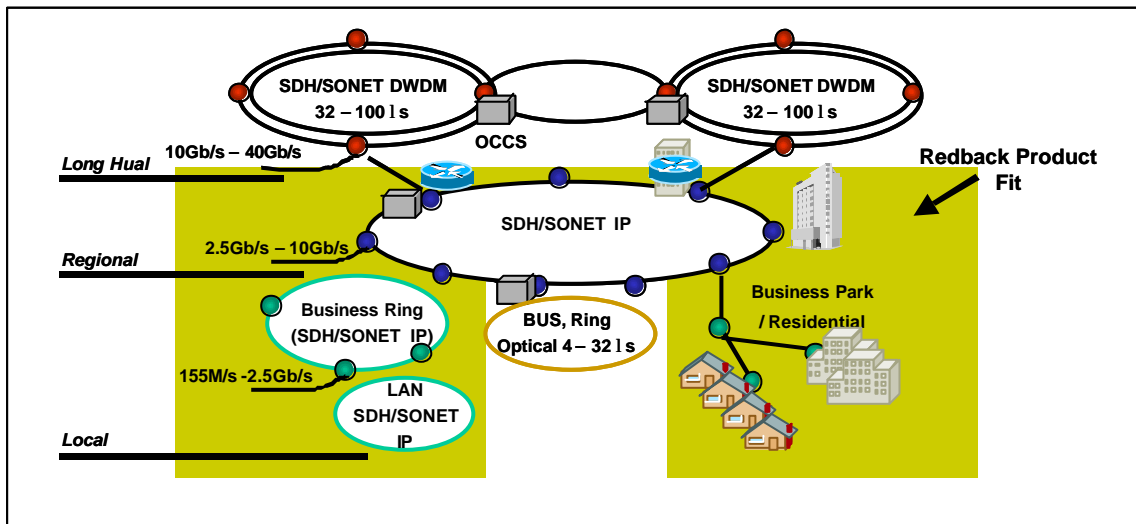 SDH/SONET DWDM
32 – 100 l s
SDH/SONET DWDM
32 – 100 l s
OCCS
10Gb/s – 40Gb/s
Long Hual
Redback Product
Fit
SDH/SONET IP
2.5Gb/s – 10Gb/s
Regional
Business Ring
(SDH/SONET IP)
BUS, Ring
Optical 4 – 32 l s
Business Park
/ Residential
155M/s -2.5Gb/s
LAN
SDH/SONET
IP
Local